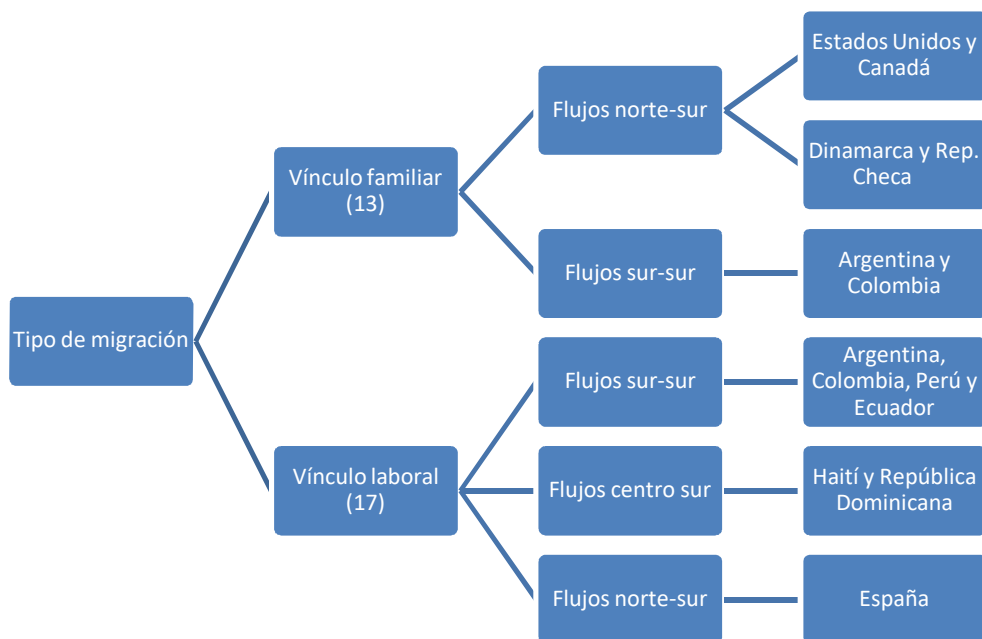 Tipo de migración
Vínculo familiar
(13)
Flujos norte-sur
Estados Unidos y
Canadá
Dinamarca y Rep.
Checa
Flujos sur-sur
Argentina y
Colombia
Vínculo laboral
(17)
Flujos sur-sur
Argentina,
Colombia, Perú y
Ecuador
Flujos centro sur
Haití y República
Dominicana
Flujos norte-sur
España